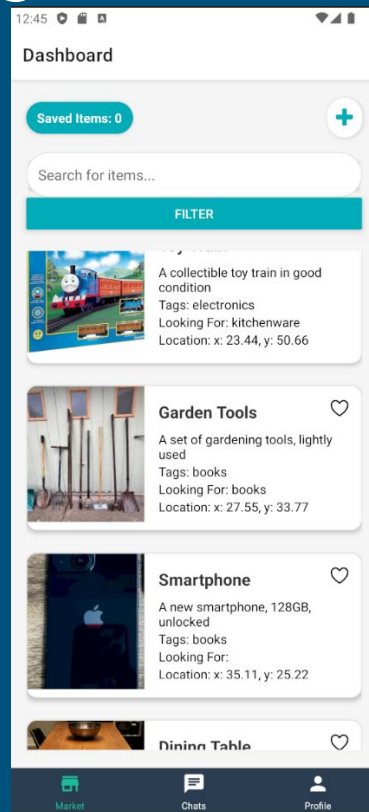 12:45
Dashboard
Saved Items: 0
Search for items...
FILTER
Toy Train
A collectible toy train in good
condition
Tags: electronics
Looking For: kitchenware
Location: x: 23.44, y: 50.66
Garden Tools
A set of gardening tools, lightly
used
Tags: books
Looking For: books
Location: x: 27.55, y: 33.77
Smartphone
A new smartphone, 128GB,
unlocked
Tags: books
Looking For:
Location: x: 35.11, y: 25.22
Dining Table
Market
Chats
Profile